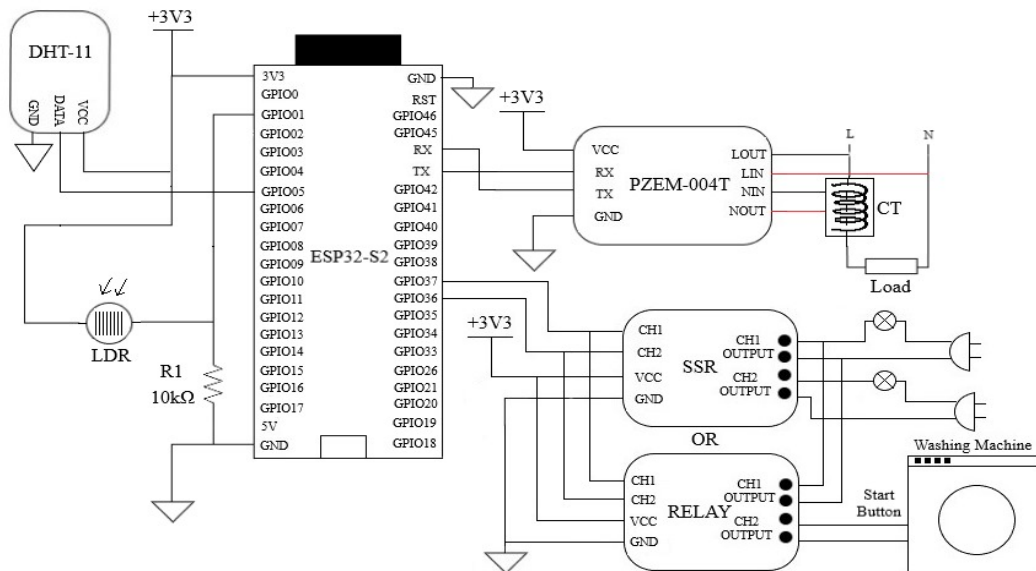 DHT-11
GND
DATA
VCC
+3V3
3V3
GPIO0
GPIO01
GPIO02
GPIO03
GPIO04
GPIO05
GPIO06
GPIO07
GPIO08
GPIO09
GPIO10
GPIO11
GPIO12
GPIO13
GPIO14
GPIO15
GPIO16
GPIO17
5V
GND
ESP32-S2
GND
RST
GPIO46
GPIO45
RX
TX
GPIO42
GPIO41
GPIO40
GPIO39
GPIO38
GPIO37
GPIO36
GPIO35
GPIO34
GPIO33
GPIO26
GPIO21
GPIO20
GPIO19
GPIO18
LDR
R1
10kΩ
+3V3
VCC
RX
TX
GND
PZEM-004T
LOUT
LIN
NIN
NOUT
L
N
CT
Load
+3V3
CH1
CH2
VCC
GND
SSR
CH1
OUTPUT
CH2
OUTPUT
OR
CH1
CH2
VCC
GND
RELAY
CH1
OUTPUT
CH2
OUTPUT
Washing Machine
Start
Button